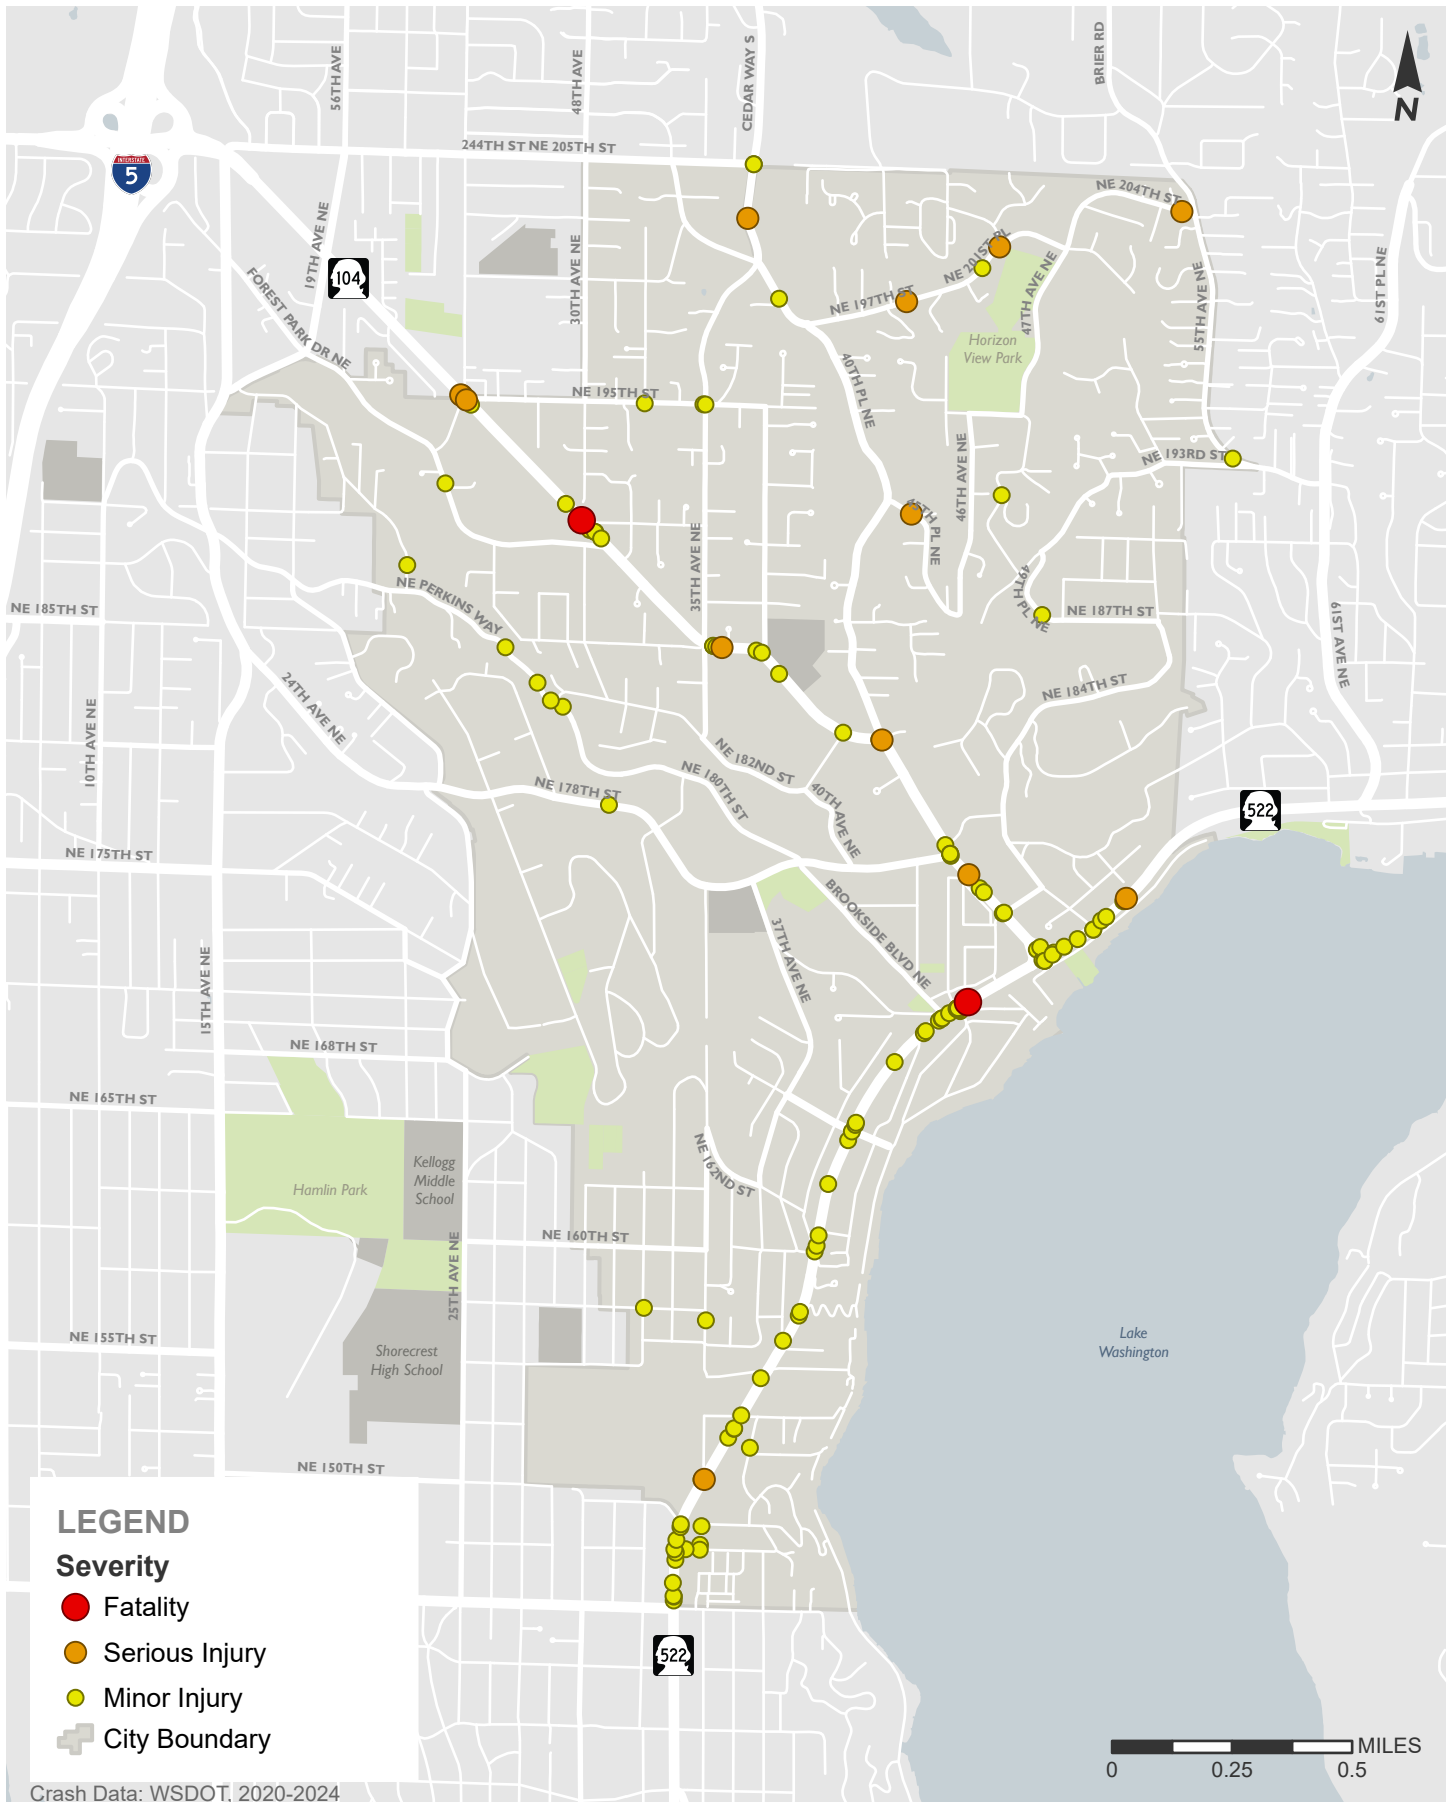 56TH AVE
48TH AVE
CEDAR WAY S
BRIER RD
N
244TH ST NE 205TH ST
INTERSTATE
5
NE 204TH ST
19TH AVE NE
104
30TH AVE NE
NE 201ST PL
47TH AVE NE
55TH AVE NE
61ST PL NE
FOREST PARK DR NE
NE 197TH ST
Horizon
View Park
40TH PL NE
NE 195TH ST
46TH AVE NE
NE 193RD ST
45TH PL NE
35TH AVE NE
49TH PL NE
NE PERKINS WAY
NE 185TH ST
NE 187TH ST
61ST AVE NE
24TH AVE NE
10TH AVE NE
NE 184TH ST
NE 182ND ST
NE 180TH ST
NE 178TH ST
40TH AVE NE
522
NE 175TH ST
BROOKSIDE BLVD NE
37TH AVE NE
15TH AVE NE
NE 168TH ST
NE 165TH ST
Kellogg
Middle
School
Hamlin Park
NE 162ND ST
NE 160TH ST
25TH AVE NE
NE 155TH ST
Shorecrest
High School
Lake
Washington
NE 150TH ST
LEGEND
Severity
Fatality
Serious Injury
Minor Injury
City Boundary
522
MILES
0 0.25 0.5
Crash Data: WSDOT, 2020-2024